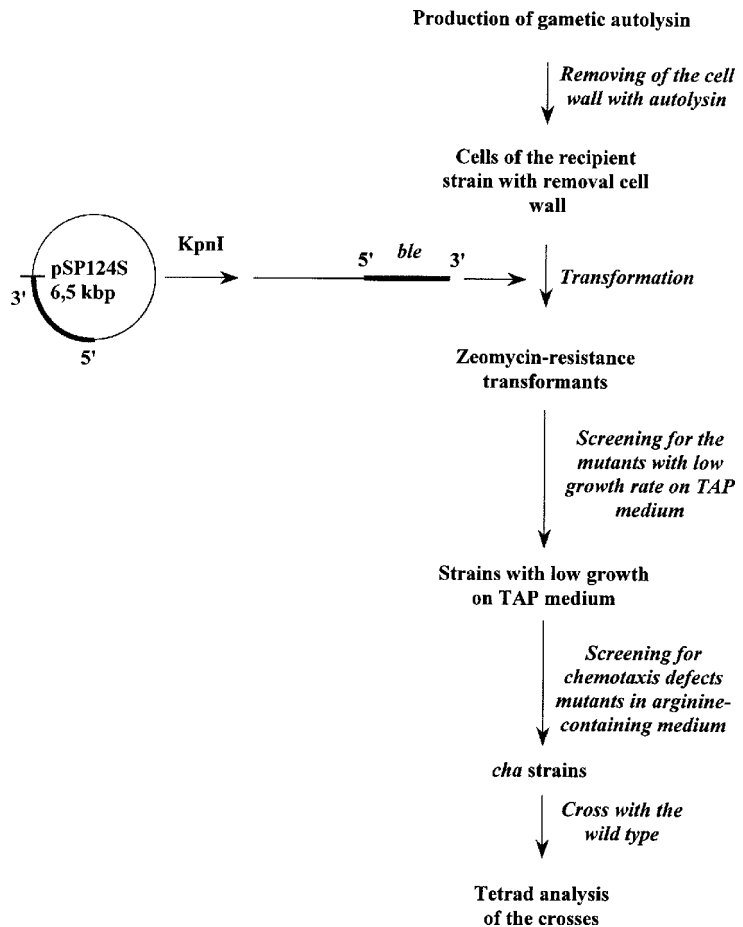 Production of gametic autolysin
Removing of the cell
wall with autolysin
Cells of the recipient
strain with removal cell
wall
KpnI
pSP124S
6,5 kbp
3'
5'
5'
ble
3'
Transformation
Zeomycin-resistance
transformants
Screening for the
mutants with low
growth rate on TAP
medium
Strains with low growth
on TAP medium
Screening for
chemotaxis defects
mutants in arginine-
containing medium
cha strains
Cross with the
wild type
Tetrad analysis
of the crosses